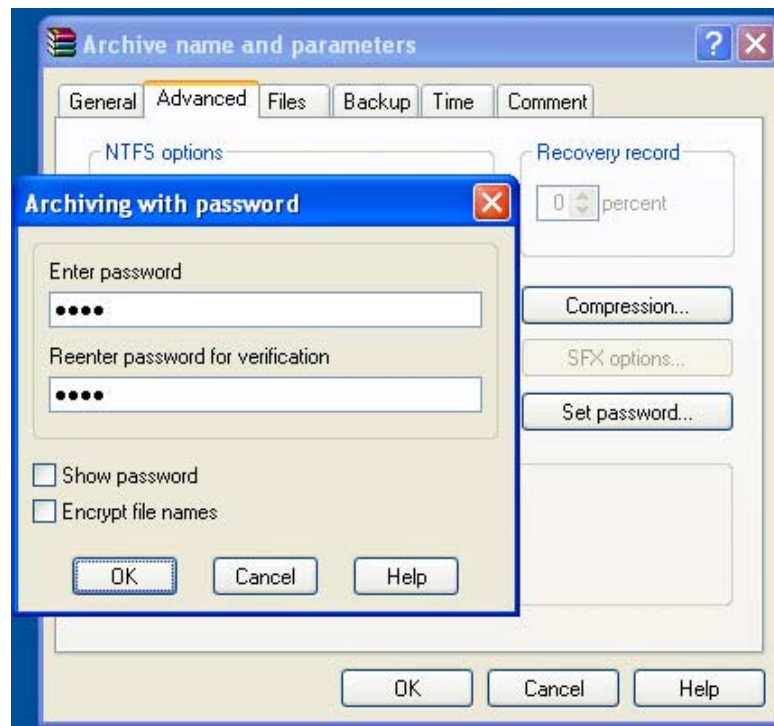 Archive name and parameters
General Advanced Files Backup Time Comment
NTFS options
Recovery record
0 percent
Archiving with password
Enter password
••••
Compression...
Reenter password for verification
SFX options...
••••
Set password...
Show password
Encrypt file names
OK Cancel Help
OK Cancel Help